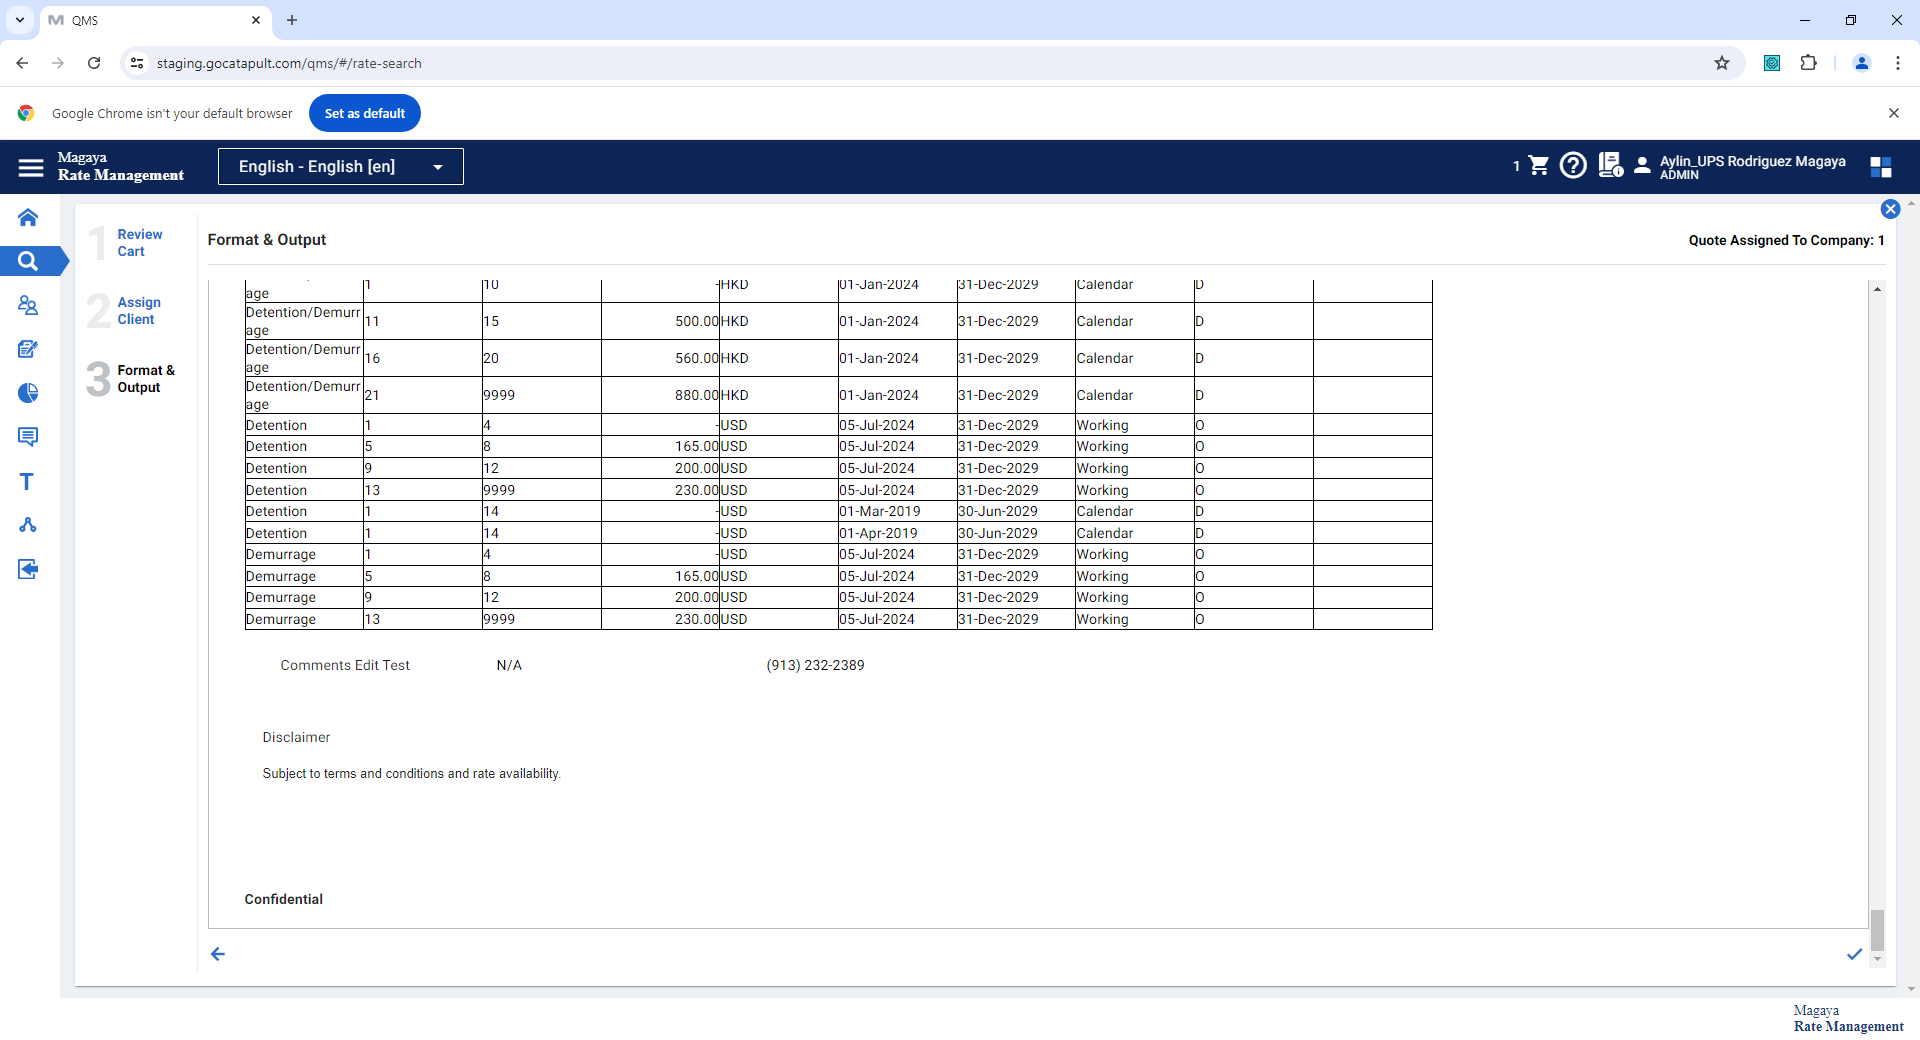 QMS
staging.gocatapult.com/qms/#/rate-search
Google Chrome isn't your default browser
Set as default
Magaya
Rate Management
English - English [en]
1
Aylin_UPS Rodriguez Magaya
ADMIN
1 Review Cart
2 Assign Client
3 Format & Output
Format & Output
Quote Assigned To Company: 1
age 1 10 -HKD 01-Jan-2024 31-Dec-2029 Calendar D
Detention/Demurrage 11 15 500.00 HKD 01-Jan-2024 31-Dec-2029 Calendar D
Detention/Demurrage 16 20 560.00 HKD 01-Jan-2024 31-Dec-2029 Calendar D
Detention/Demurrage 21 9999 880.00 HKD 01-Jan-2024 31-Dec-2029 Calendar D
Detention 1 4 - USD 05-Jul-2024 31-Dec-2029 Working O
Detention 5 8 165.00 USD 05-Jul-2024 31-Dec-2029 Working O
Detention 9 12 200.00 USD 05-Jul-2024 31-Dec-2029 Working O
Detention 13 9999 230.00 USD 05-Jul-2024 31-Dec-2029 Working O
Detention 1 14 - USD 01-Mar-2019 30-Jun-2029 Calendar D
Detention 1 14 - USD 01-Apr-2019 30-Jun-2029 Calendar D
Demurrage 1 4 - USD 05-Jul-2024 31-Dec-2029 Working O
Demurrage 5 8 165.00 USD 05-Jul-2024 31-Dec-2029 Working O
Demurrage 9 12 200.00 USD 05-Jul-2024 31-Dec-2029 Working O
Demurrage 13 9999 230.00 USD 05-Jul-2024 31-Dec-2029 Working O
Comments Edit Test N/A (913) 232-2389
Disclaimer
Subject to terms and conditions and rate availability.
Confidential
Magaya
Rate Management